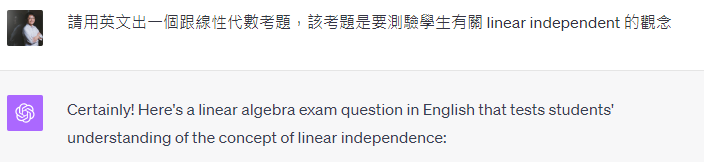 請用英文出一個跟線性代數考題，該考題是要測驗學生有關 linear independent 的觀念
Certainly! Here's a linear algebra exam question in English that tests students'
understanding of the concept of linear independence: